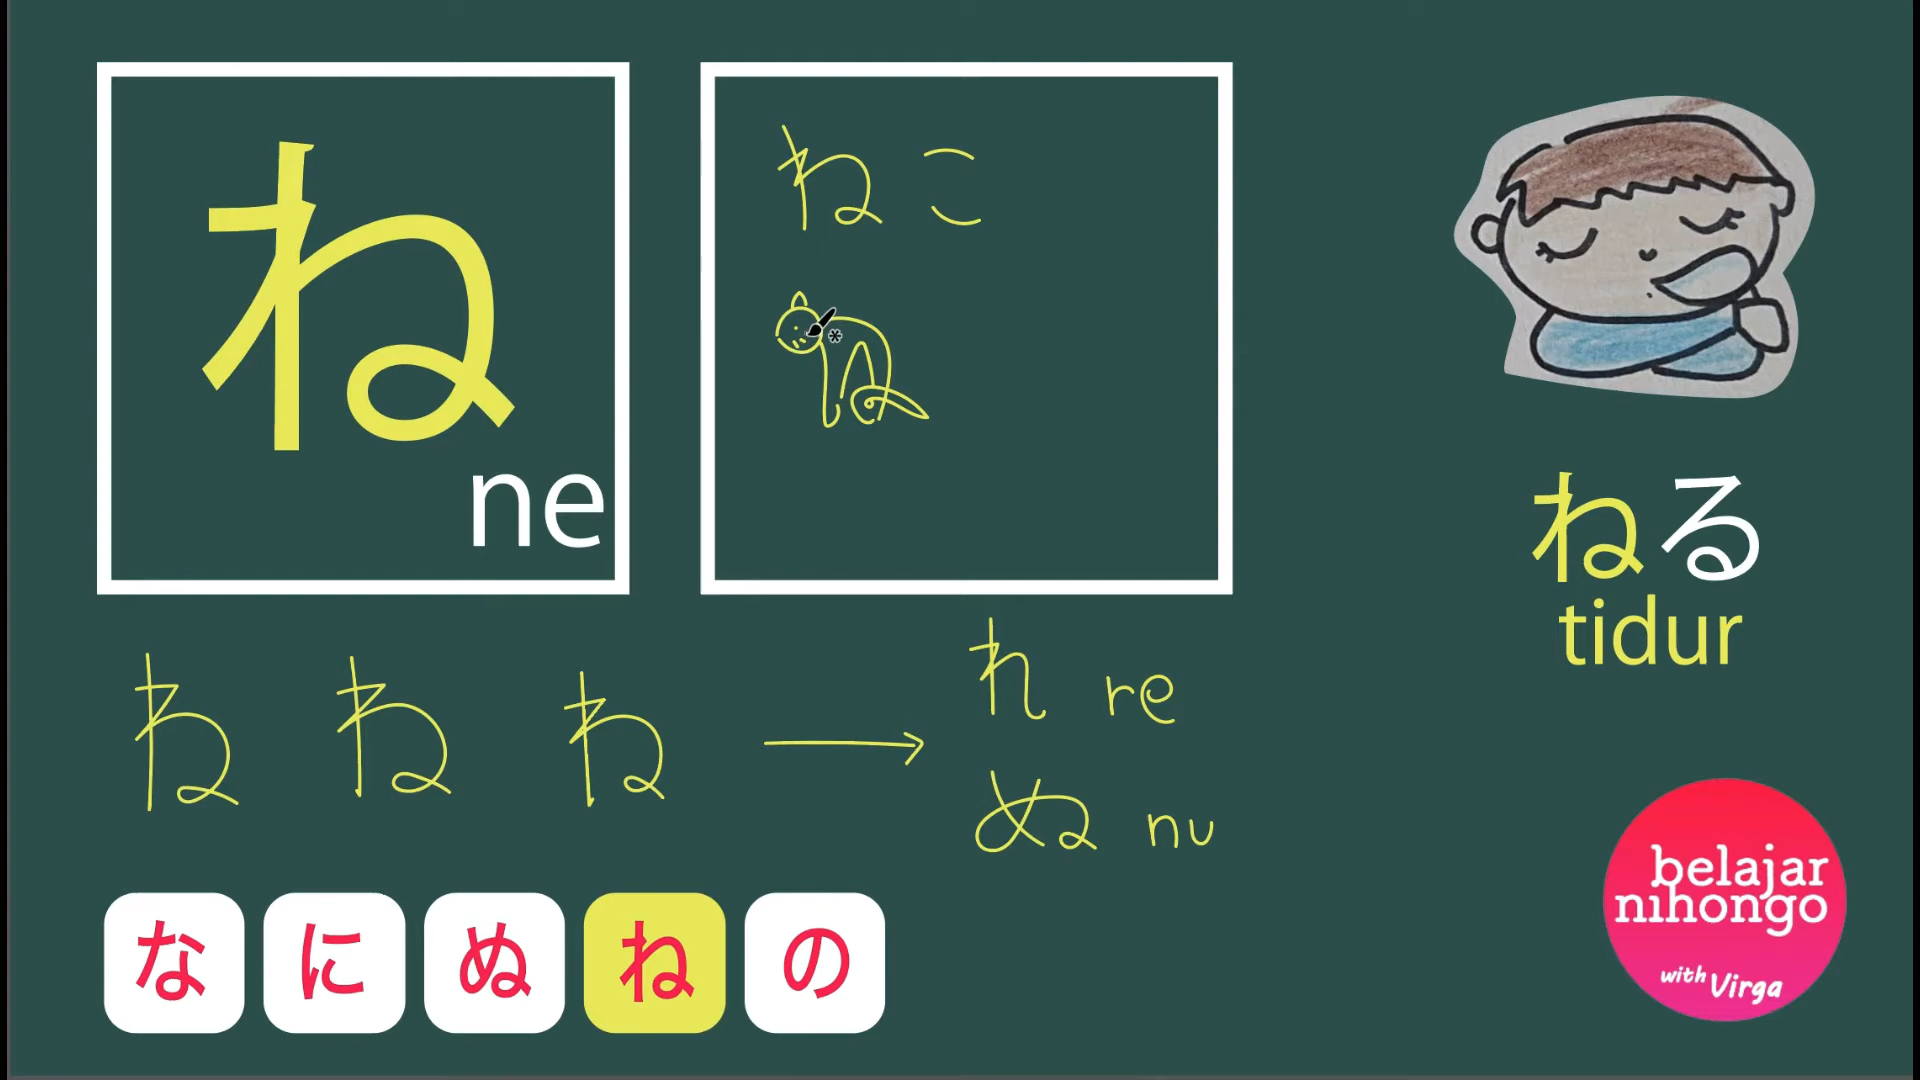 ね
ne
ねこ
ねる
tidur
ね ね ね → れ re
ぬ nu
な に ぬ ね の
belajar
nihongo
with Virga